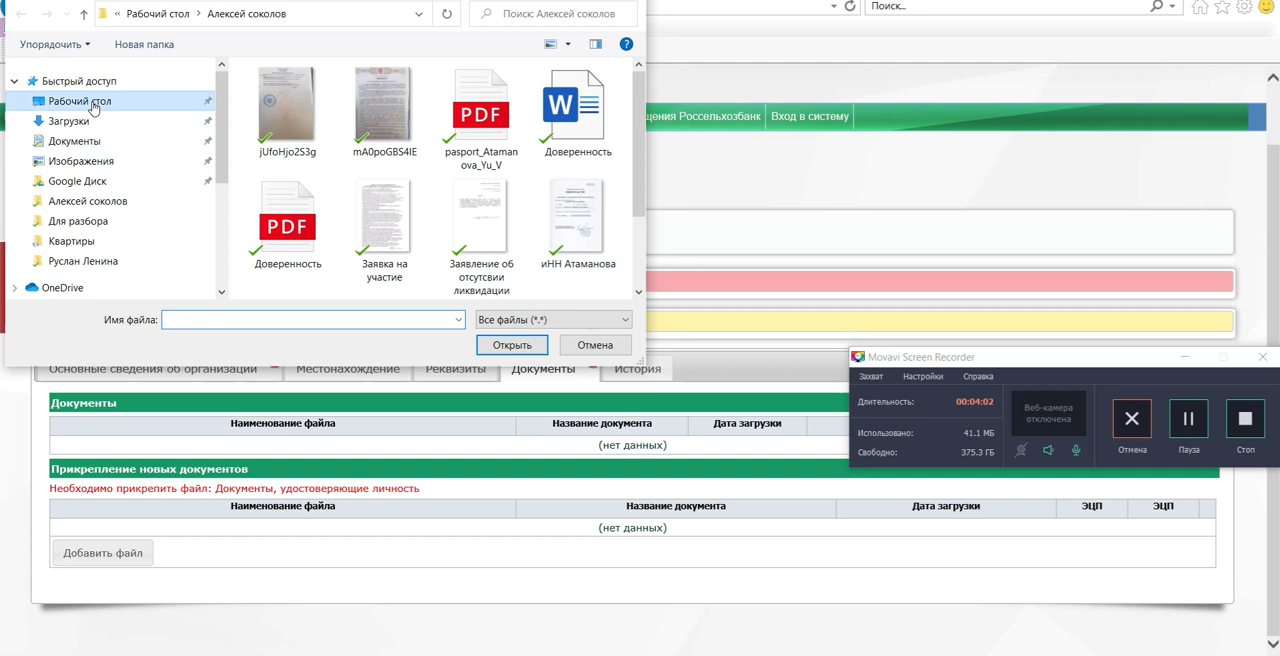 « Рабочий стол › Алексей соколов
Поиск: Алексей соколов
Поиск...
Упорядочить
Новая папка
?
Быстрый доступ
Рабочий стол
Загрузки
Документы
Изображения
Google Диск
Алексей соколов
Для разбора
Квартиры
Руслан Ленина
OneDrive
jUfoHjo2S3g
mA0poGBS4IE
PDF
pasport_Ataman
ova_Yu_V
W
Доверенность
PDF
Доверенность
Заявка на
участие
Заявление об
отсутсвии
ликвидации
иНН Атаманова
Имя файла:
Все файлы (*.*)
Открыть
Отмена
щения Россельхозбанк
Вход в систему
Основные сведения об организации
Местонахождение
Реквизиты
Документы
История
Movavi Screen Recorder
Захват
Настройки
Справка
Длительность:
00:04:02
Веб-камера
отключена
Использовано:
41.1 МБ
Свободно:
375.3 ГБ
Отмена
Пауза
Стоп
Документы
Наименование файла
Название документа
Дата загрузки
(нет данных)
Прикрепление новых документов
Необходимо прикрепить файл: Документы, удостоверяющие личность
Наименование файла
Название документа
Дата загрузки
ЭЦП
ЭЦП
(нет данных)
Добавить файл